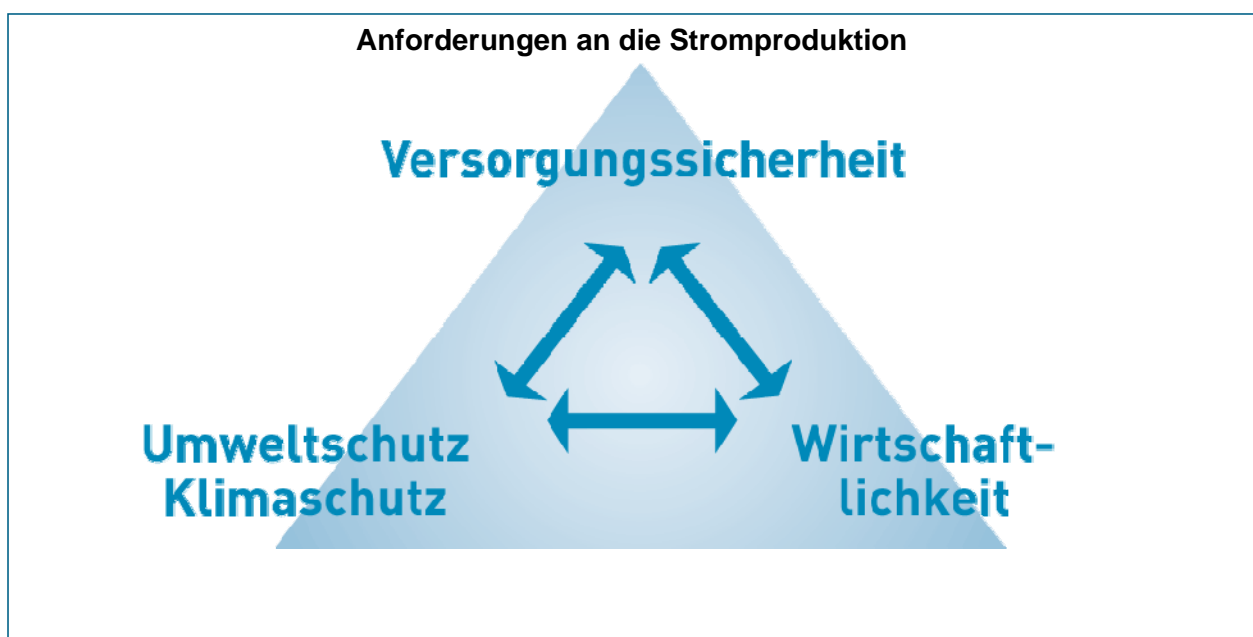 Anforderungen an die Stromproduktion
Versorgungssicherheit
Umweltschutz
Klimaschutz
Wirtschaft-
lichkeit